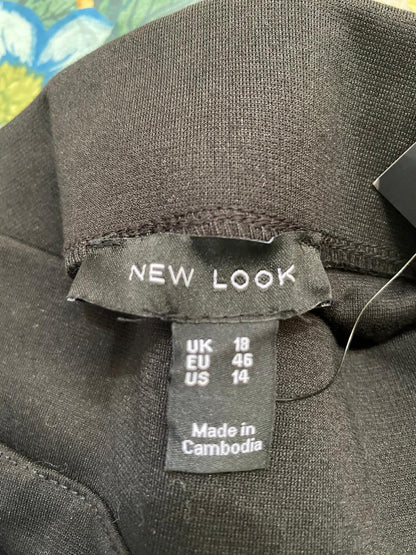 NEW LOOK
UK 18
EU 46
US 14
Made in
Cambodia